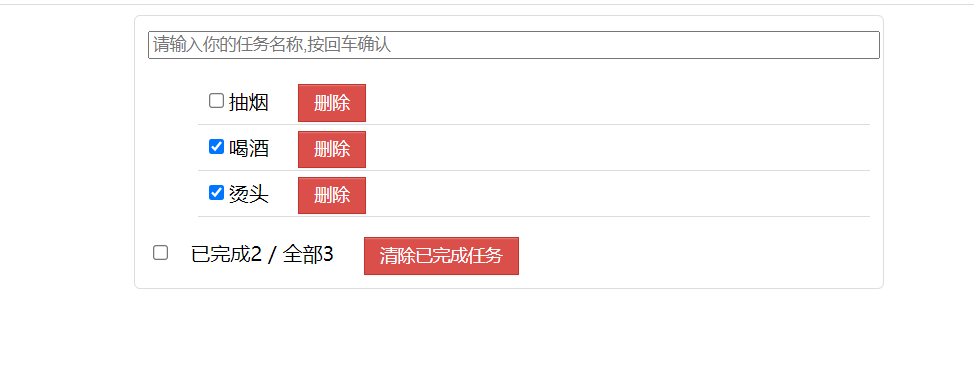 请输入你的任务名称,按回车确认
抽烟 删除
喝酒 删除
烫头 删除
已完成2 / 全部3 清除已完成任务